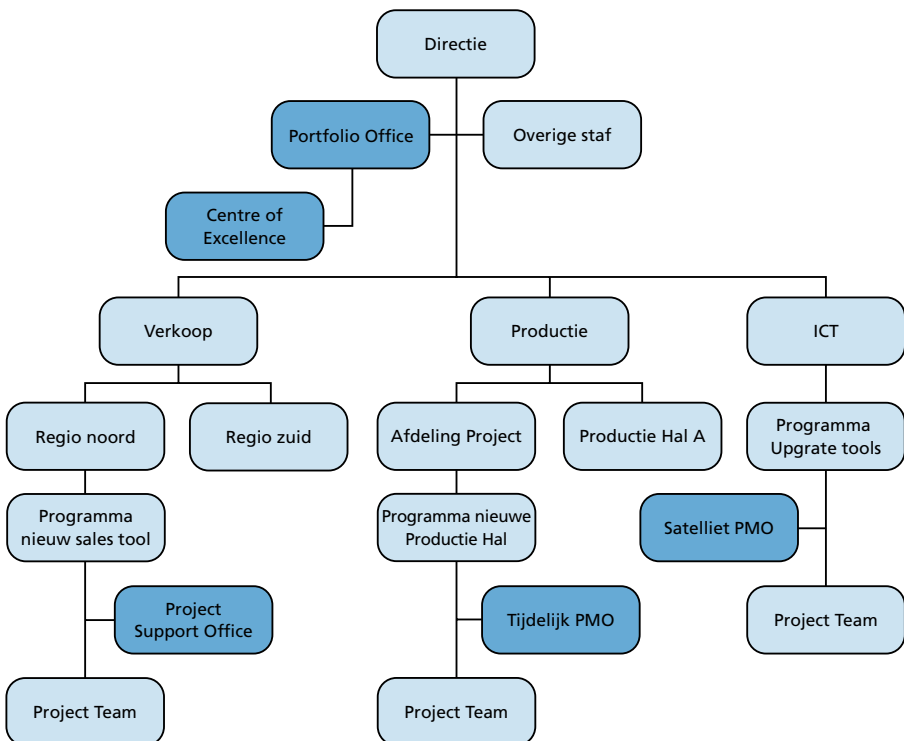 Directie
Portfolio Office
Overige staf
Centre of
Excellence
Verkoop
Productie
ICT
Regio noord
Regio zuid
Afdeling Project
Productie Hal A
Programma
Upgrate tools
Programma
nieuw sales tool
Programma nieuwe
Productie Hal
Satelliet PMO
Project
Support Office
Tijdelijk PMO
Project Team
Project Team
Project Team